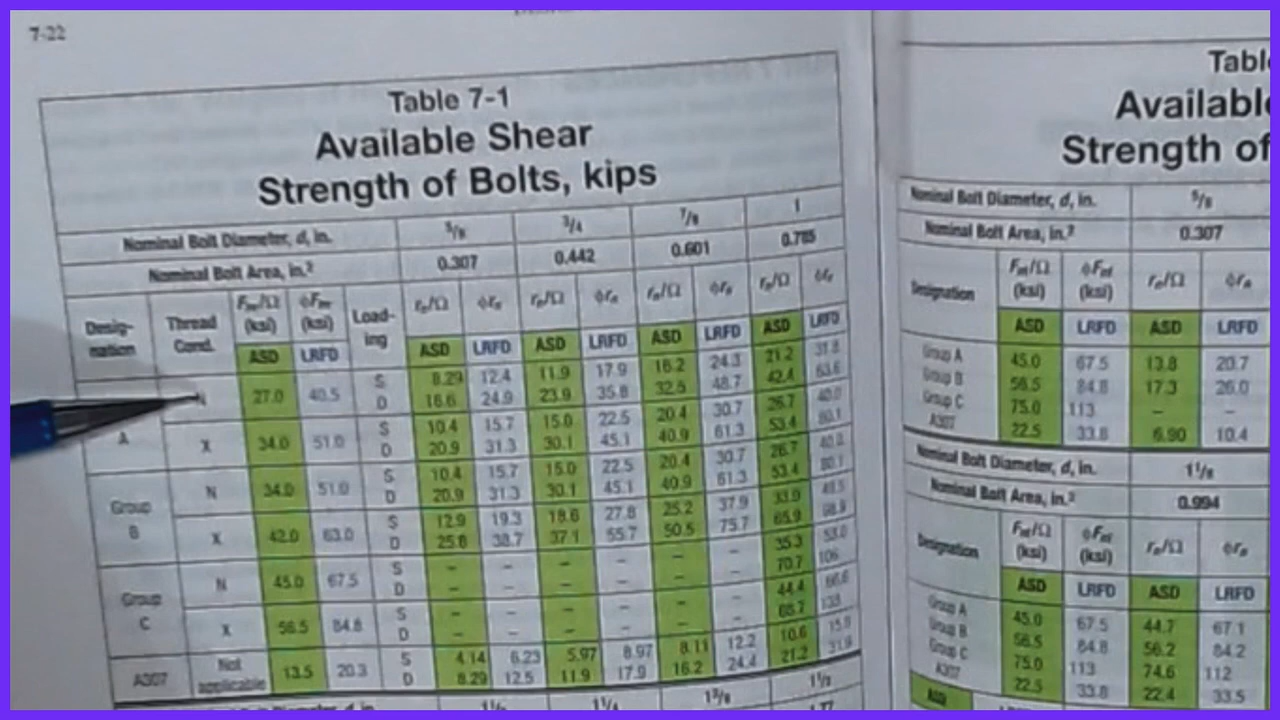 7-22
Table 7-1
Available Shear
Strength of Bolts, kips
Nominal Bolt Diameter, d, in. 5/8 3/4 7/8 1
Nominal Bolt Area, in.² 0.307 0.442 0.601 0.785
Desig-nation Thread Cond. Fnv/Ω (ksi) ϕFnv (ksi) Load-ing rn/Ω ϕrn rn/Ω ϕrn rn/Ω ϕrn rn/Ω ϕrn
ASD LRFD ASD LRFD ASD LRFD ASD LRFD ASD LRFD
A N 27.0 40.5 S 8.29 12.4 11.9 17.9 16.2 24.3 21.2 31.8
D 16.6 24.9 23.9 35.8 32.5 48.7 42.4 63.6
X 34.0 51.0 S 10.4 15.7 15.0 22.5 20.4 30.7 26.7 40.0
D 20.9 31.3 30.1 45.1 40.9 61.3 53.4 80.1
Group B N 34.0 51.0 S 10.4 15.7 15.0 22.5 20.4 30.7 26.7 40.0
D 20.9 31.3 30.1 45.1 40.9 61.3 53.4 80.1
X 42.0 63.0 S 12.9 19.3 18.6 27.8 25.2 37.9 33.0 49.5
D 25.8 38.7 37.1 55.7 50.5 75.7 65.9 98.9
Group C N 45.0 67.5 S – – – – – – 35.3 53.0
D – – – – – – 70.7 106
X 56.5 84.8 S – – – – – – 44.4 66.6
D – – – – – – 88.7 133
A307 Not applicable 13.5 20.3 S 4.14 6.23 5.97 8.97 8.11 12.2 10.6 15.9
D 8.29 12.5 11.9 17.9 16.2 24.4 21.2 31.9
Tabl
Availabl
Strength of
Nominal Bolt Diameter, d, in. 5/8
Nominal Bolt Area, in.² 0.307
Designation Fnt/Ω (ksi) ϕFnt (ksi) rn/Ω ϕrn
ASD LRFD ASD LRFD
Group A 45.0 67.5 13.8 20.7
Group B 56.5 84.8 17.3 26.0
Group C 75.0 113 – –
A307 22.5 33.8 6.90 10.4
Nominal Bolt Diameter, d, in. 1 1/8
Nominal Bolt Area, in.² 0.994
Designation Fnt/Ω (ksi) ϕFnt (ksi) rn/Ω ϕrn
ASD LRFD ASD LRFD
Group A 45.0 67.5 44.7 67.1
Group B 56.5 84.8 56.2 84.2
Group C 75.0 113 74.6 112
A307 22.5 33.8 22.4 33.5
ASD